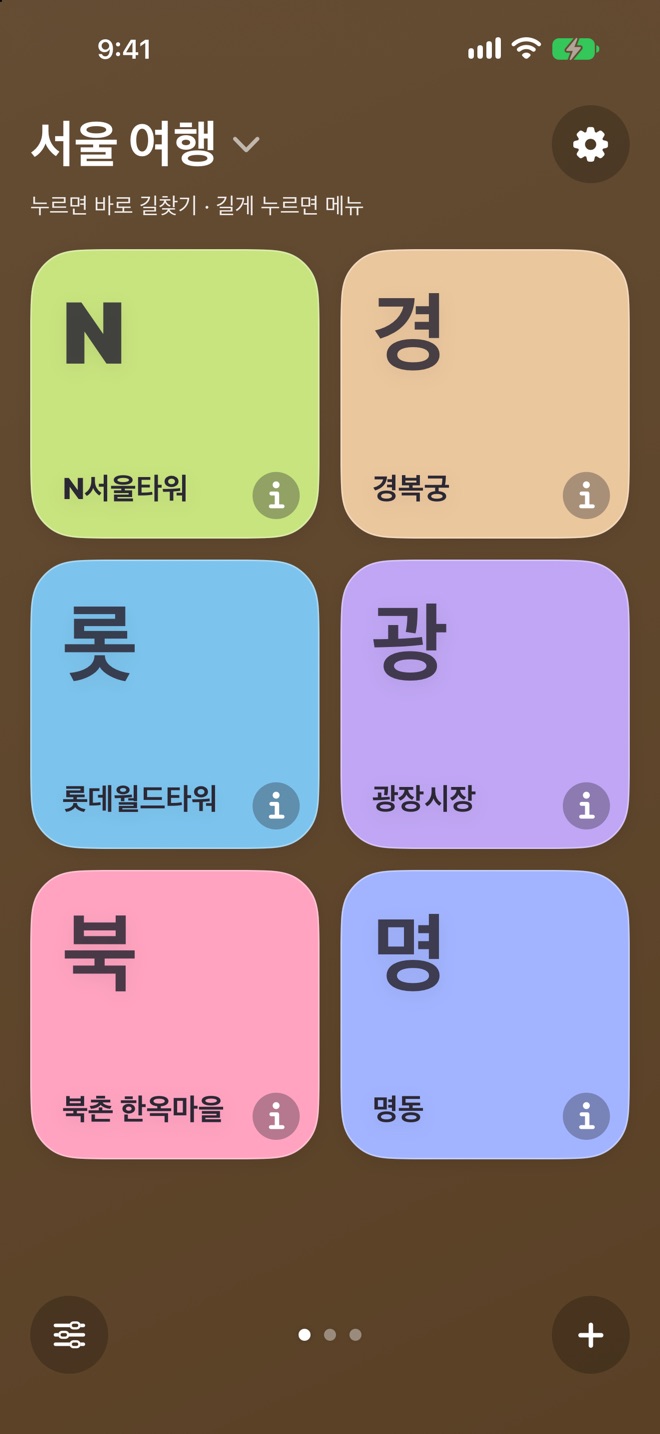 9:41
서울 여행
누르면 바로 길찾기 · 길게 누르면 메뉴
N
경
N서울타워
경복궁
롯
광
롯데월드타워
광장시장
북
명
북촌 한옥마을
명동